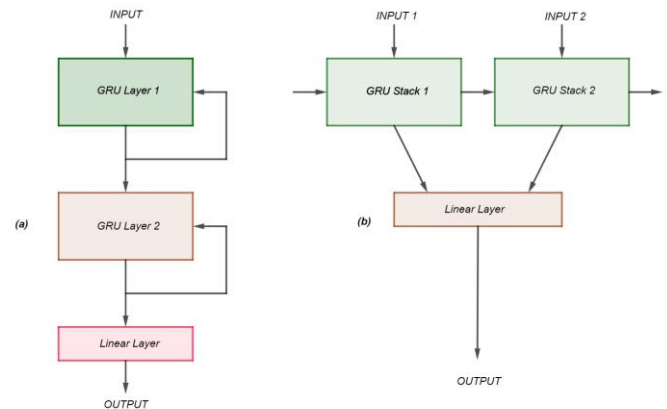 INPUT
GRU Layer 1
(a)
GRU Layer 2
Linear Layer
OUTPUT
INPUT 1
INPUT 2
GRU Stack 1
GRU Stack 2
(b)
Linear Layer
OUTPUT